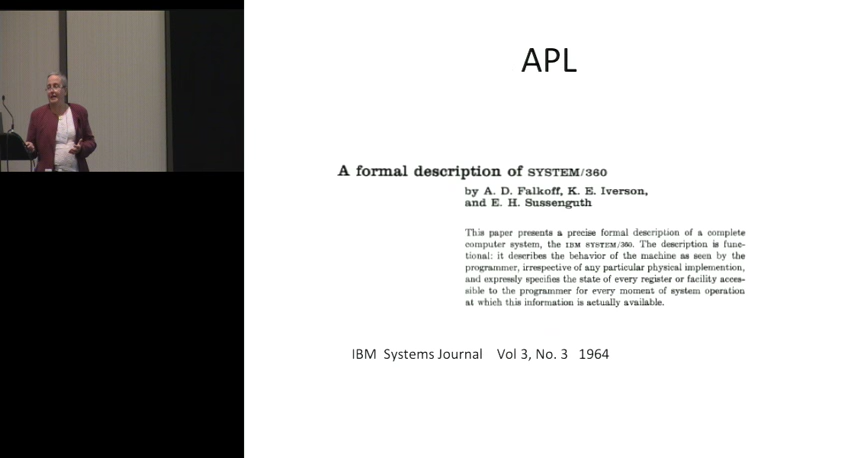 APL
A formal description of SYSTEM/360
by A. D. Falkoff, K. E. Iverson,
and E. H. Sussenguth
This paper presents a precise formal description of a complete
computer system, the IBM SYSTEM/360. The description is func-
tional: it describes the behavior of the machine as seen by the
programmer, irrespective of any particular physical implemention,
and expressly specifies the state of every register or facility acces-
sible to the programmer for every moment of system operation
at which this information is actually available.
IBM Systems Journal Vol 3, No. 3 1964